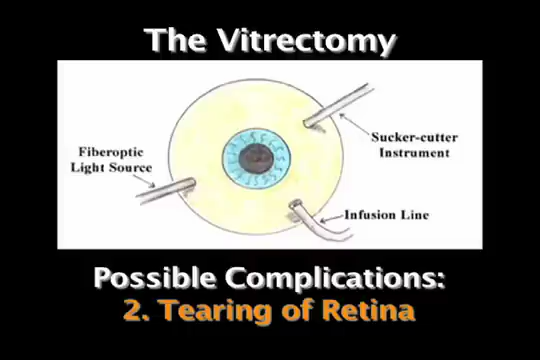 The Vitrectomy
Sucker-cutter
Instrument
Fiberoptic
Light Source
Infusion Line
Possible Complications:
2. Tearing of Retina